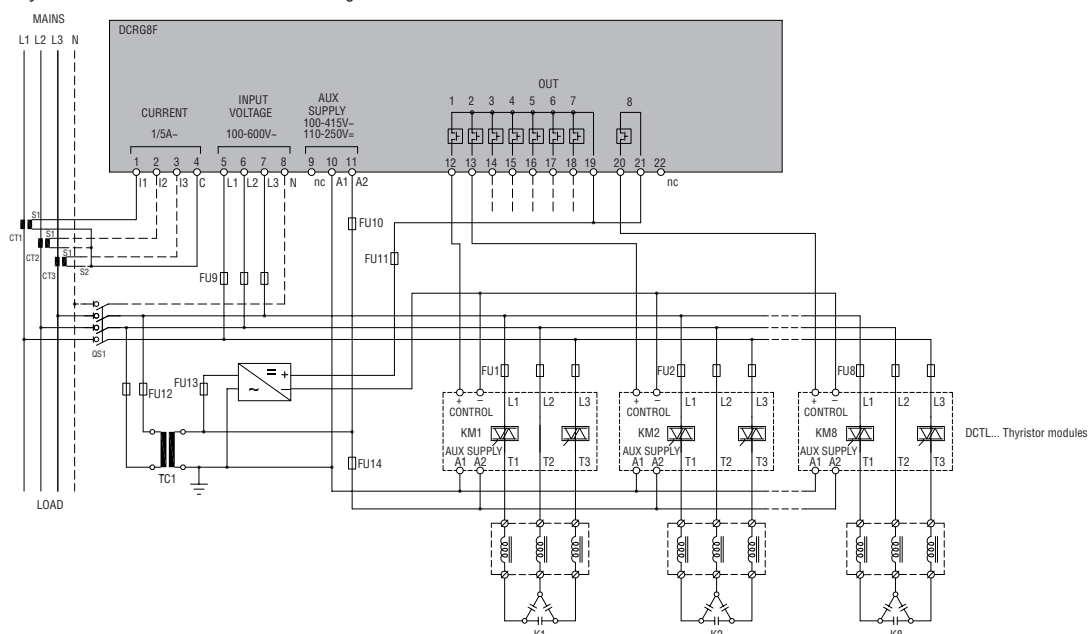 MAINS
L1 L2 L3 N
DCRG8F
CURRENT
1/5A~
INPUT
VOLTAGE
100-600V~
AUX
SUPPLY
100-415V~
110-250V=
OUT
1 2 3 4 5 6 7 8
1 2 3 4 5 6 7 8 9 10 11 12 13 14 15 16 17 18 19 20 21 22
I1 I2 I3 C L1 L2 L3 N nc A1 A2 nc
S1
CT1
S1
CT2
S1
CT3
S2
FU10
FU11
FU9
QS1
FU12
FU13
= +
~ −
FU1 FU2 FU8
+ − L1 L2 L3
CONTROL
KM1
AUX SUPPLY
A1 A2 T1 T2 T3
+ − L1 L2 L3
CONTROL
KM2
AUX SUPPLY
A1 A2 T1 T2 T3
+ − L1 L2 L3
CONTROL
KM8
AUX SUPPLY
A1 A2 T1 T2 T3
DCTL... Thyristor modules
FU14
TC1
LOAD
K1 K2 K8